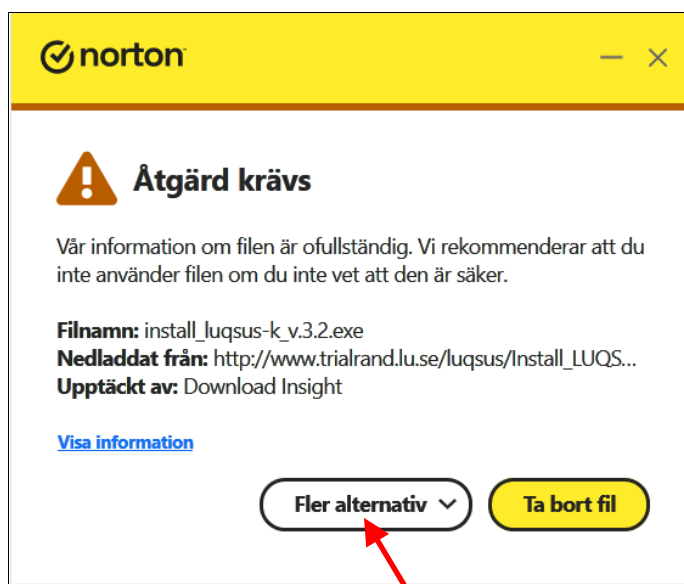 norton
Åtgärd krävs
Vår information om filen är ofullständig. Vi rekommenderar att du
inte använder filen om du inte vet att den är säker.
Filnamn: install_luqsus-k_v.3.2.exe
Nedladdat från: http://www.trialrand.lu.se/luqsus/Install_LUQS...
Upptäckt av: Download Insight
Visa information
Fler alternativ
Ta bort fil